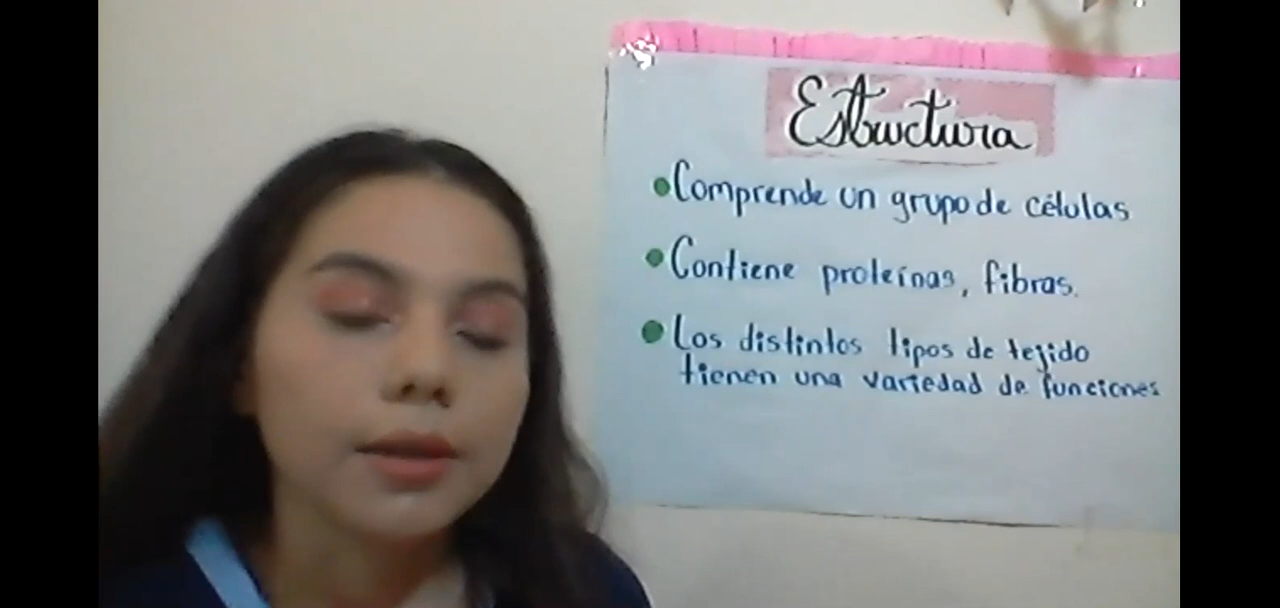 Estructura
•Comprende un grupo de células
•Contiene proteínas, fibras.
•Los distintos tipos de tejido
tienen una variedad de funciones